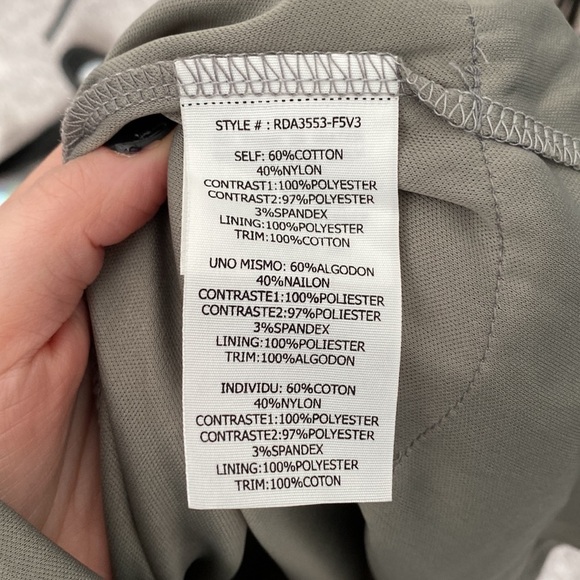 STYLE # : RDA3553-F5V3
SELF: 60%COTTON
40%NYLON
CONTRAST1:100%POLYESTER
CONTRAST2:97%POLYESTER
3%SPANDEX
LINING:100%POLYESTER
TRIM:100%COTTON
UNO MISMO: 60%ALGODON
40%NAILON
CONTRASTE1:100%POLIESTER
CONTRASTE2:97%POLIESTER
3%SPANDEX
LINING:100%POLIESTER
TRIM:100%ALGODON
INDIVIDU: 60%COTON
40%NYLON
CONTRASTE1:100%POLYESTER
CONTRASTE2:97%POLYESTER
3%SPANDEX
LINING:100%POLYESTER
TRIM:100%COTON